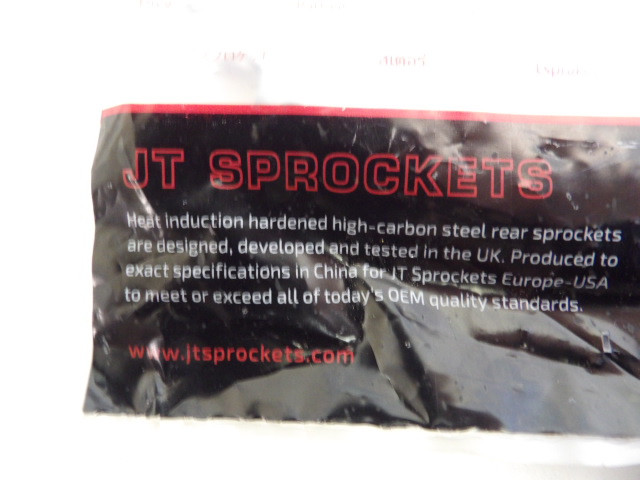 JT SPROCKETS
Heat induction hardened high-carbon steel rear sprockets
are designed, developed and tested in the UK. Produced to
exact specifications in China for JT Sprockets Europe-USA
to meet or exceed all of today's OEM quality standards.
www.jtsprockets.com